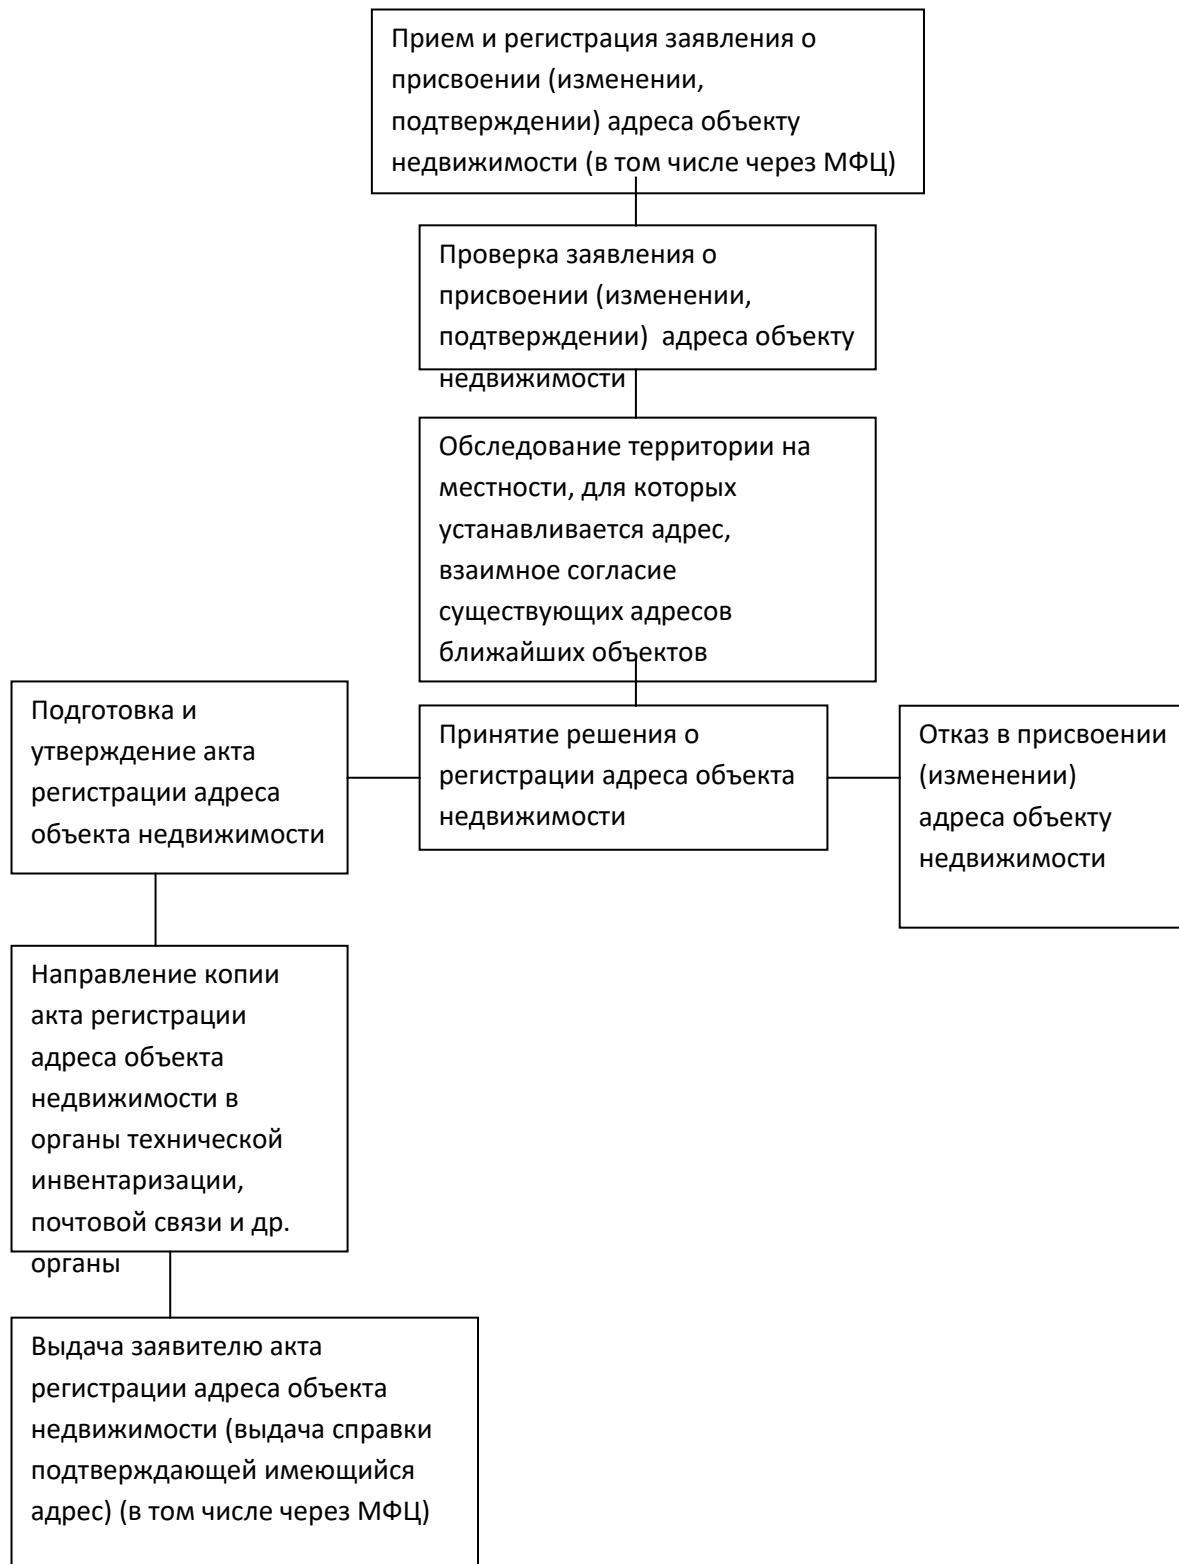 Прием и регистрация заявления о
присвоении (изменении,
подтверждении) адреса объекту
недвижимости (в том числе через МФЦ)
Проверка заявления о
присвоении (изменении,
подтверждении)  адреса объекту
недвижимости
Обследование территории на
местности, для которых
устанавливается адрес,
взаимное согласие
существующих адресов
ближайших объектов
Подготовка и
утверждение акта
регистрации адреса
объекта недвижимости
Принятие решения о
регистрации адреса объекта
недвижимости
Отказ в присвоении
(изменении)
адреса объекту
недвижимости
Направление копии
акта регистрации
адреса объекта
недвижимости в
органы технической
инвентаризации,
почтовой связи и др.
органы
Выдача заявителю акта
регистрации адреса объекта
недвижимости (выдача справки
подтверждающей имеющийся
адрес) (в том числе через МФЦ)